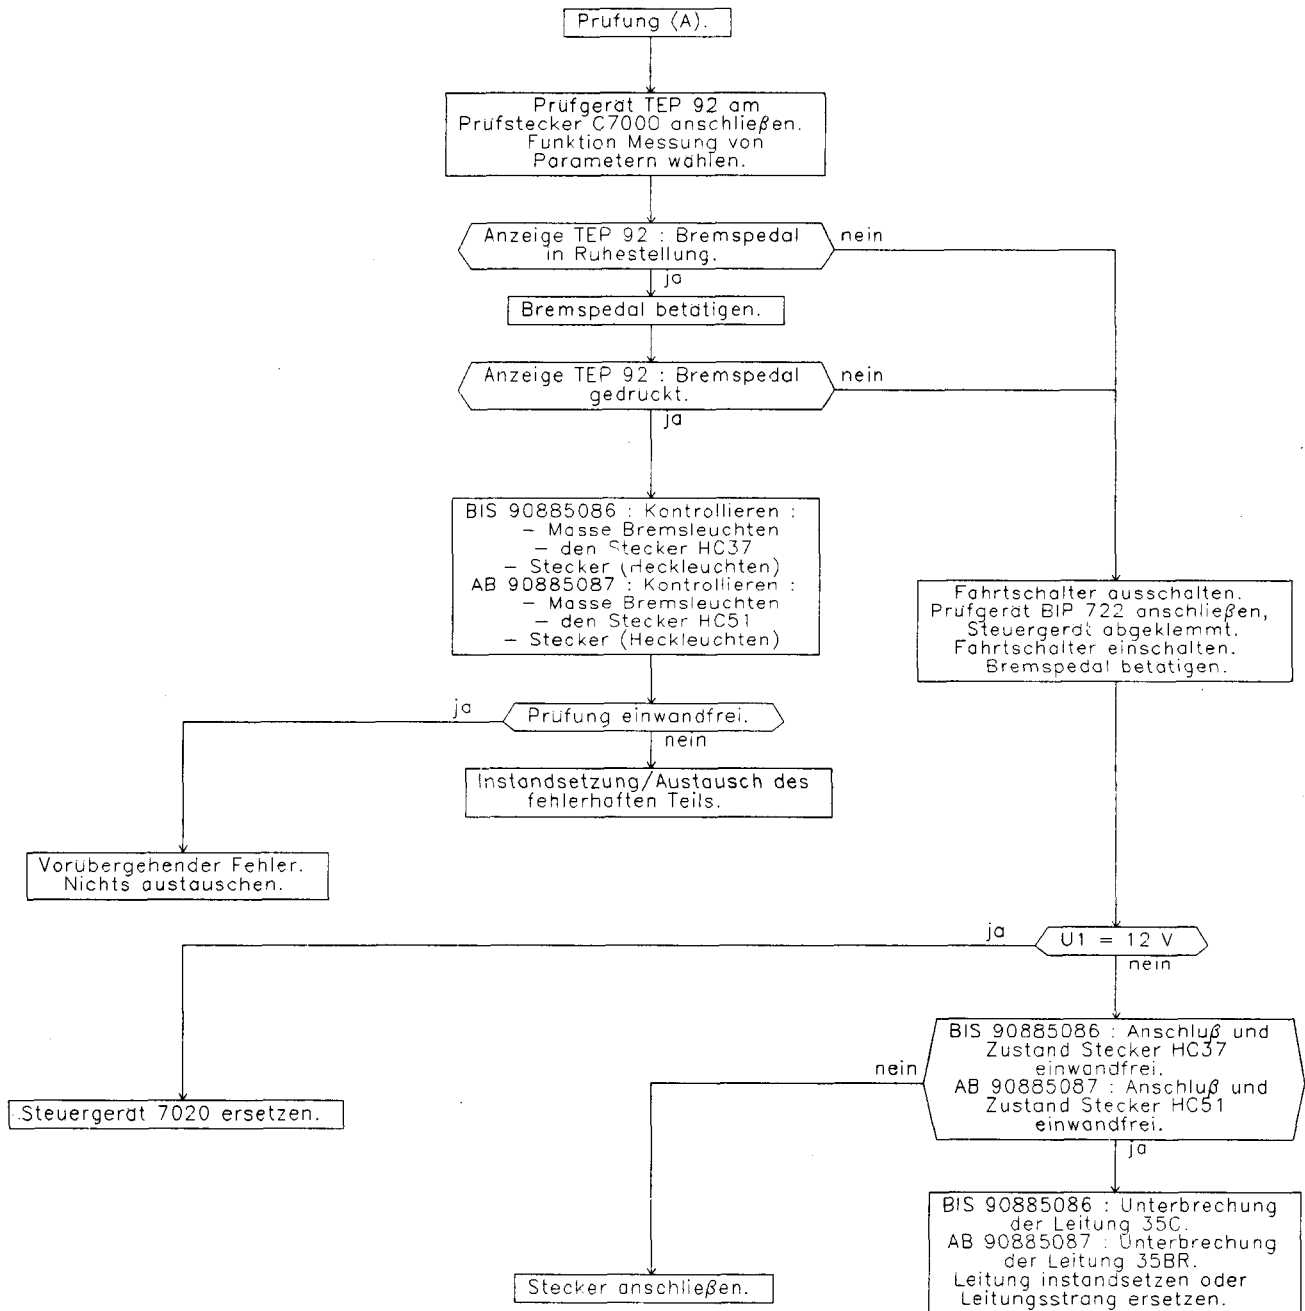 Prüfung (A).
Prüfgerät TEP 92 am
Prüfstecker C7000 anschließen.
Funktion Messung von
Parametern wählen.
Anzeige TEP 92 : Bremspedal
in Ruhestellung.
nein
ja
Bremspedal betätigen.
Anzeige TEP 92 : Bremspedal
gedruckt.
nein
ja
BIS 90885086 : Kontrollieren :
– Masse Bremsleuchten
– den Stecker HC37
– Stecker (Heckleuchten)
AB 90885087 : Kontrollieren :
– Masse Bremsleuchten
– den Stecker HC51
– Stecker (Heckleuchten)
Fahrtschalter ausschalten.
Prüfgerät BIP 722 anschließen,
Steuergerät abgeklemmt.
Fahrtschalter einschalten.
Bremspedal betätigen.
ja
Prüfung einwandfrei.
nein
Instandsetzung/Austausch des
fehlerhaften Teils.
Vorübergehender Fehler.
Nichts austauschen.
ja
U1 = 12 V
nein
BIS 90885086 : Anschluß und
Zustand Stecker HC37
einwandfrei.
AB 90885087 : Anschluß und
Zustand Stecker HC51
einwandfrei.
nein
ja
Steuergerät 7020 ersetzen.
BIS 90885086 : Unterbrechung
der Leitung 35C.
AB 90885087 : Unterbrechung
der Leitung 35BR.
Leitung instandsetzen oder
Leitungsstrang ersetzen.
Stecker anschließen.